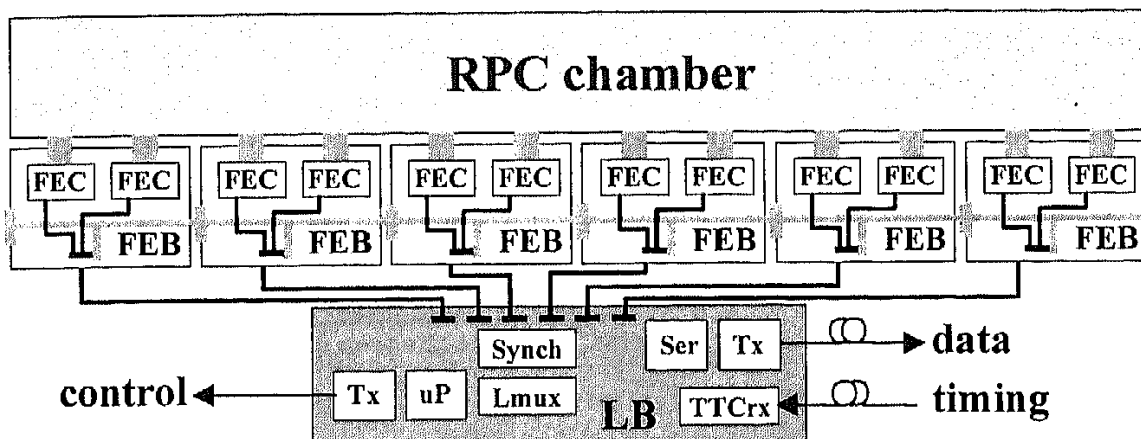 RPC chamber
FEC FEC FEC FEC FEC FEC FEC FEC FEC FEC FEC FEC
FEB FEB FEB FEB FEB FEB
Synch Ser Tx data
control Tx uP Lmux LB TTCrx timing